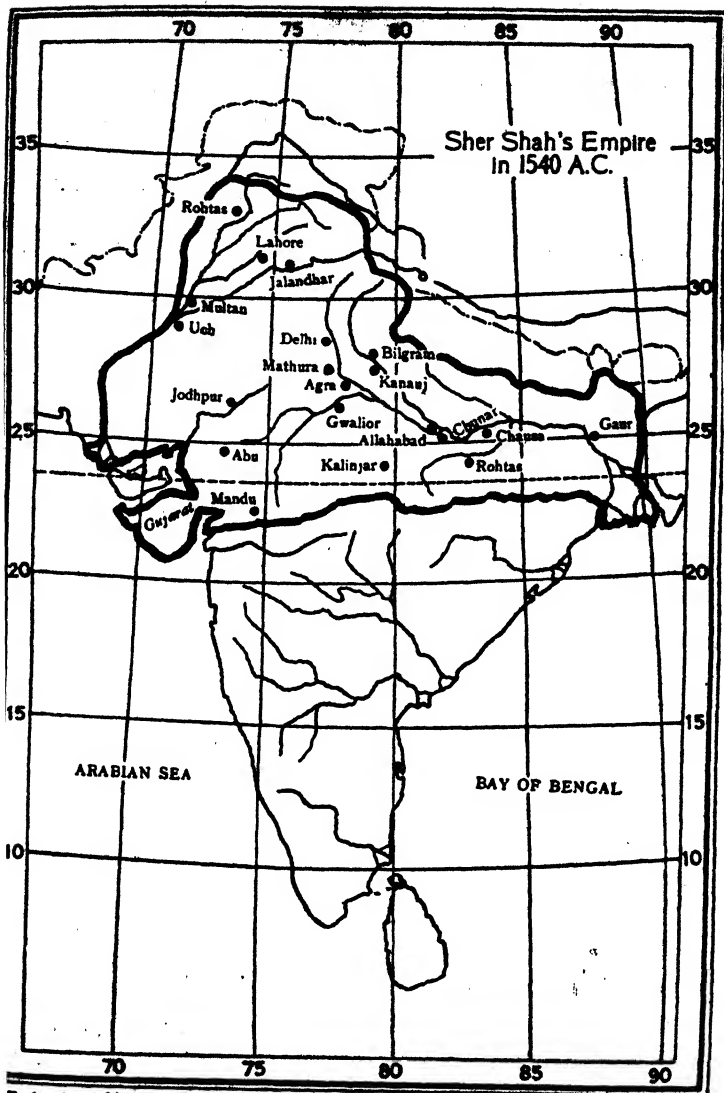 70 75 80 85 90
Sher Shah's Empire
in 1540 A.C.
35 35
Rohtas
Lahore
Jalandhar
30 30
Multan
Uch
Delhi
Bilgram
Mathura
Kanauj
Agra
Jodhpur
Gwalior
Chunar
Allahabad
Chausa
Gaur
25 25
Abu
Kalinjar
Rohtas
Mandu
Gujarat
20 20
15 15
ARABIAN SEA
BAY OF BENGAL
10 10
70 75 80 85 90